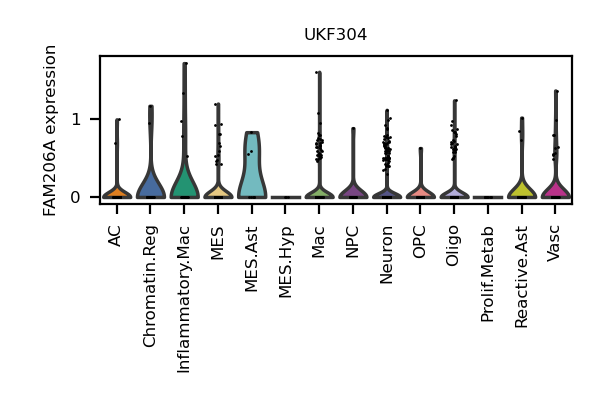 UKF304
FAM206A expression
1
0
AC
Chromatin.Reg
Inflammatory.Mac
MES
MES.Ast
MES.Hyp
Mac
NPC
Neuron
OPC
Oligo
Prolif.Metab
Reactive.Ast
Vasc